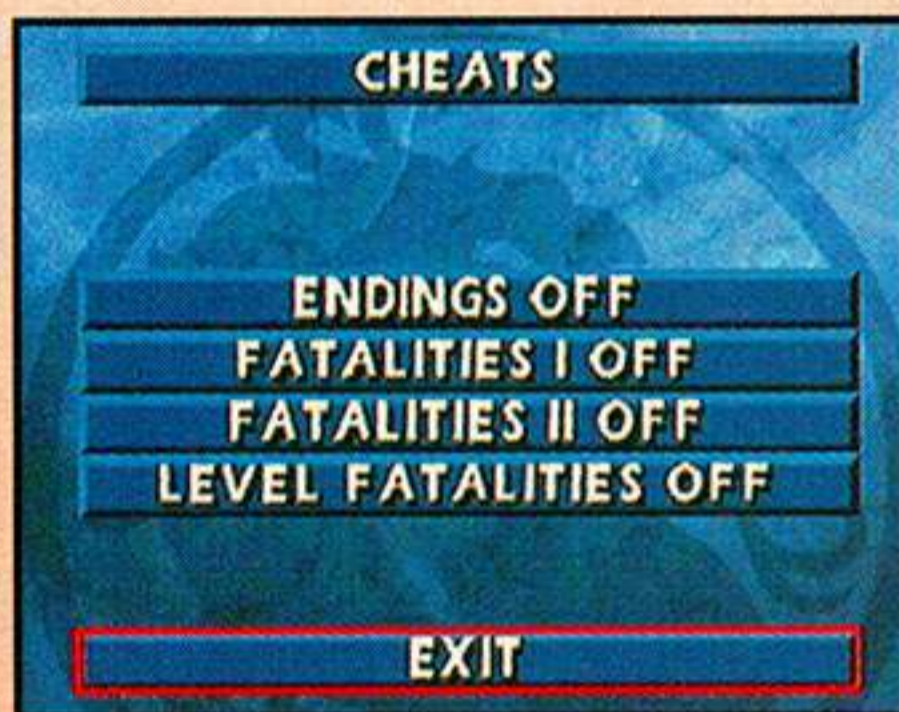 CHEATS
ENDINGS OFF
FATALITIES I OFF
FATALITIES II OFF
LEVEL FATALITIES OFF
EXIT